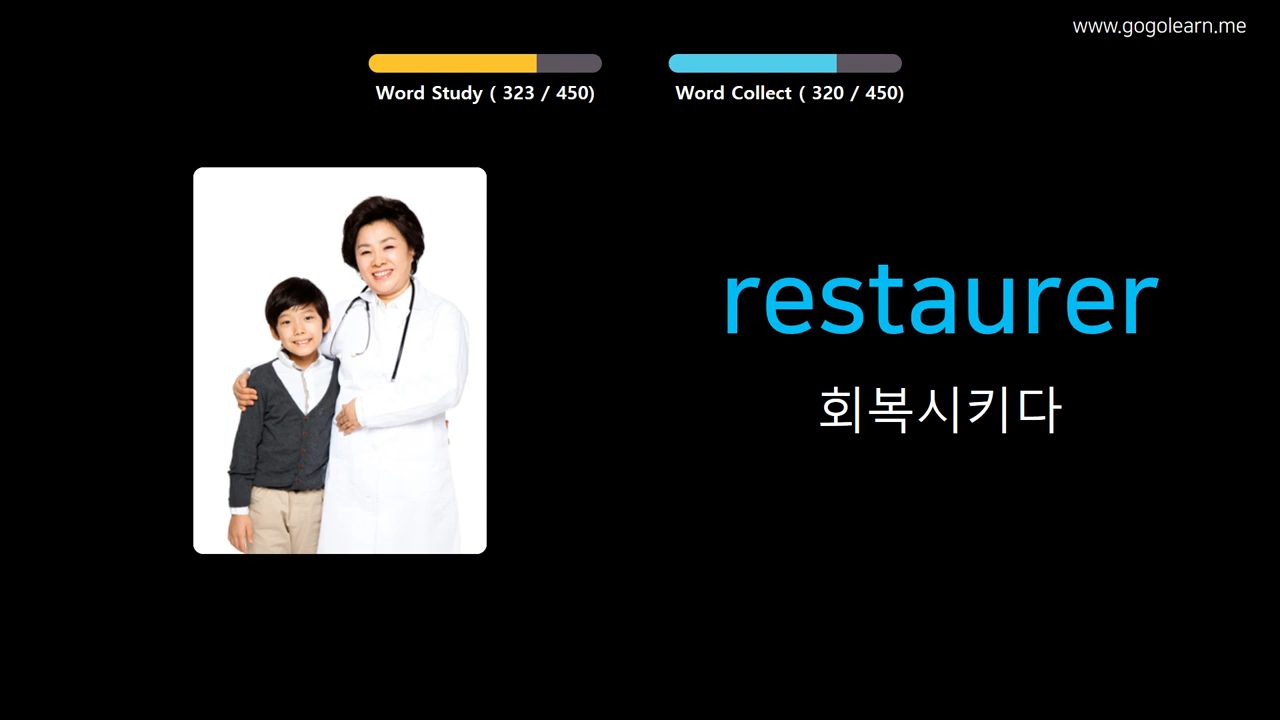 www.gogolearn.me
Word Study ( 323 / 450)
Word Collect ( 320 / 450)
restaurer
회복시키다